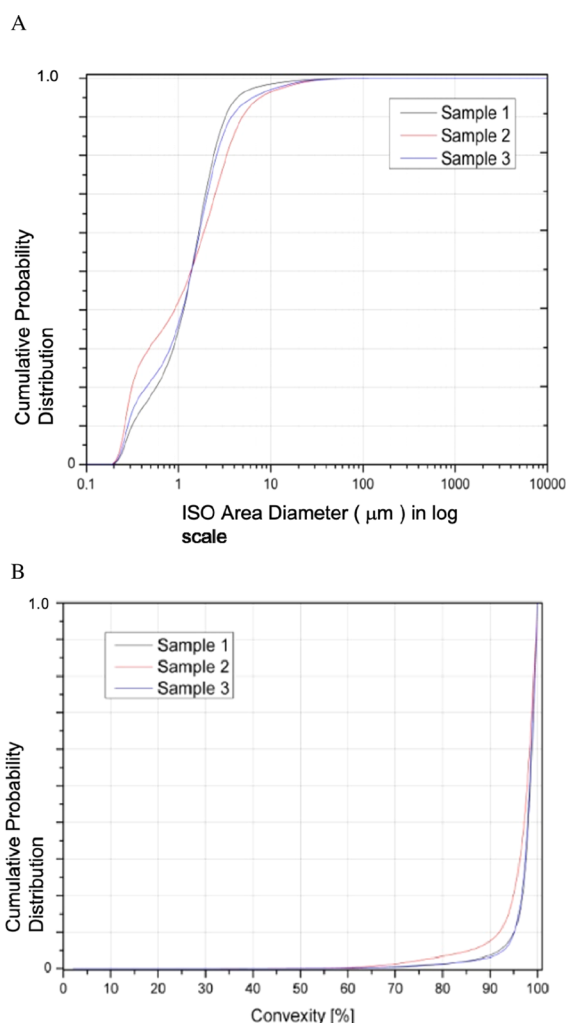 A
1.0
Sample 1
Sample 2
Sample 3
Cumulative Probability
Distribution
0
0.1 1 10 100 1000 10000
ISO Area Diameter ( μm ) in log
scale
B
1.0
Sample 1
Sample 2
Sample 3
Cumulative Probability
Distribution
0
0 10 20 30 40 50 60 70 80 90 100
Convexity [%]